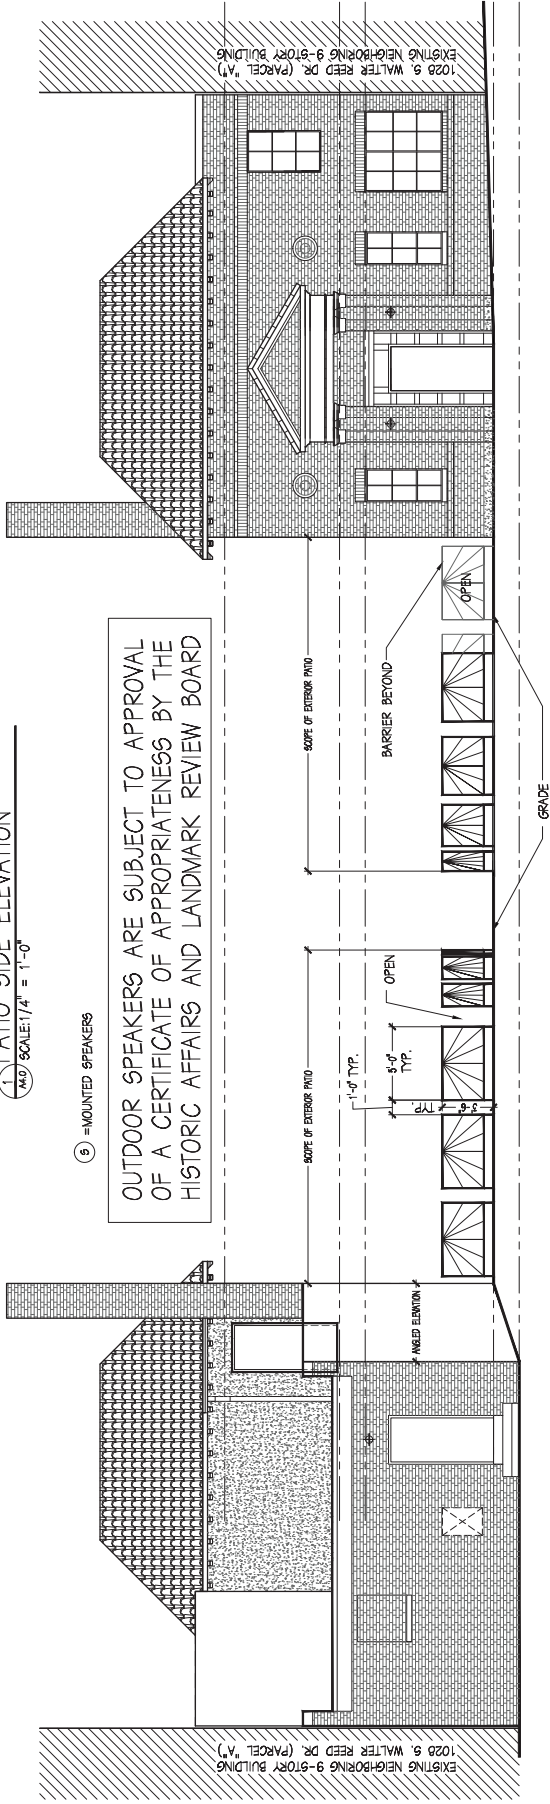 1 PATIO SIDE ELEVATION
A4.0 SCALE:1/4" = 1'-0"
S =MOUNTED SPEAKERS
OUTDOOR SPEAKERS ARE SUBJECT TO APPROVAL
OF A CERTIFICATE OF APPROPRIATENESS BY THE
HISTORIC AFFAIRS AND LANDMARK REVIEW BOARD
EXISTING NEIGHBORING 9-STORY BUILDING
1028 S. WALTER REED DR. (PARCEL "A")
ANGLED ELEVATION
SCOPE OF EXTERIOR PATIO
1'-0" TYP.
5'-0"
TYP.
3'-6"
TYP.
OPEN
SCOPE OF EXTERIOR PATIO
BARRIER BEYOND
OPEN
GRADE
EXISTING NEIGHBORING 9-STORY BUILDING
1028 S. WALTER REED DR. (PARCEL "A")